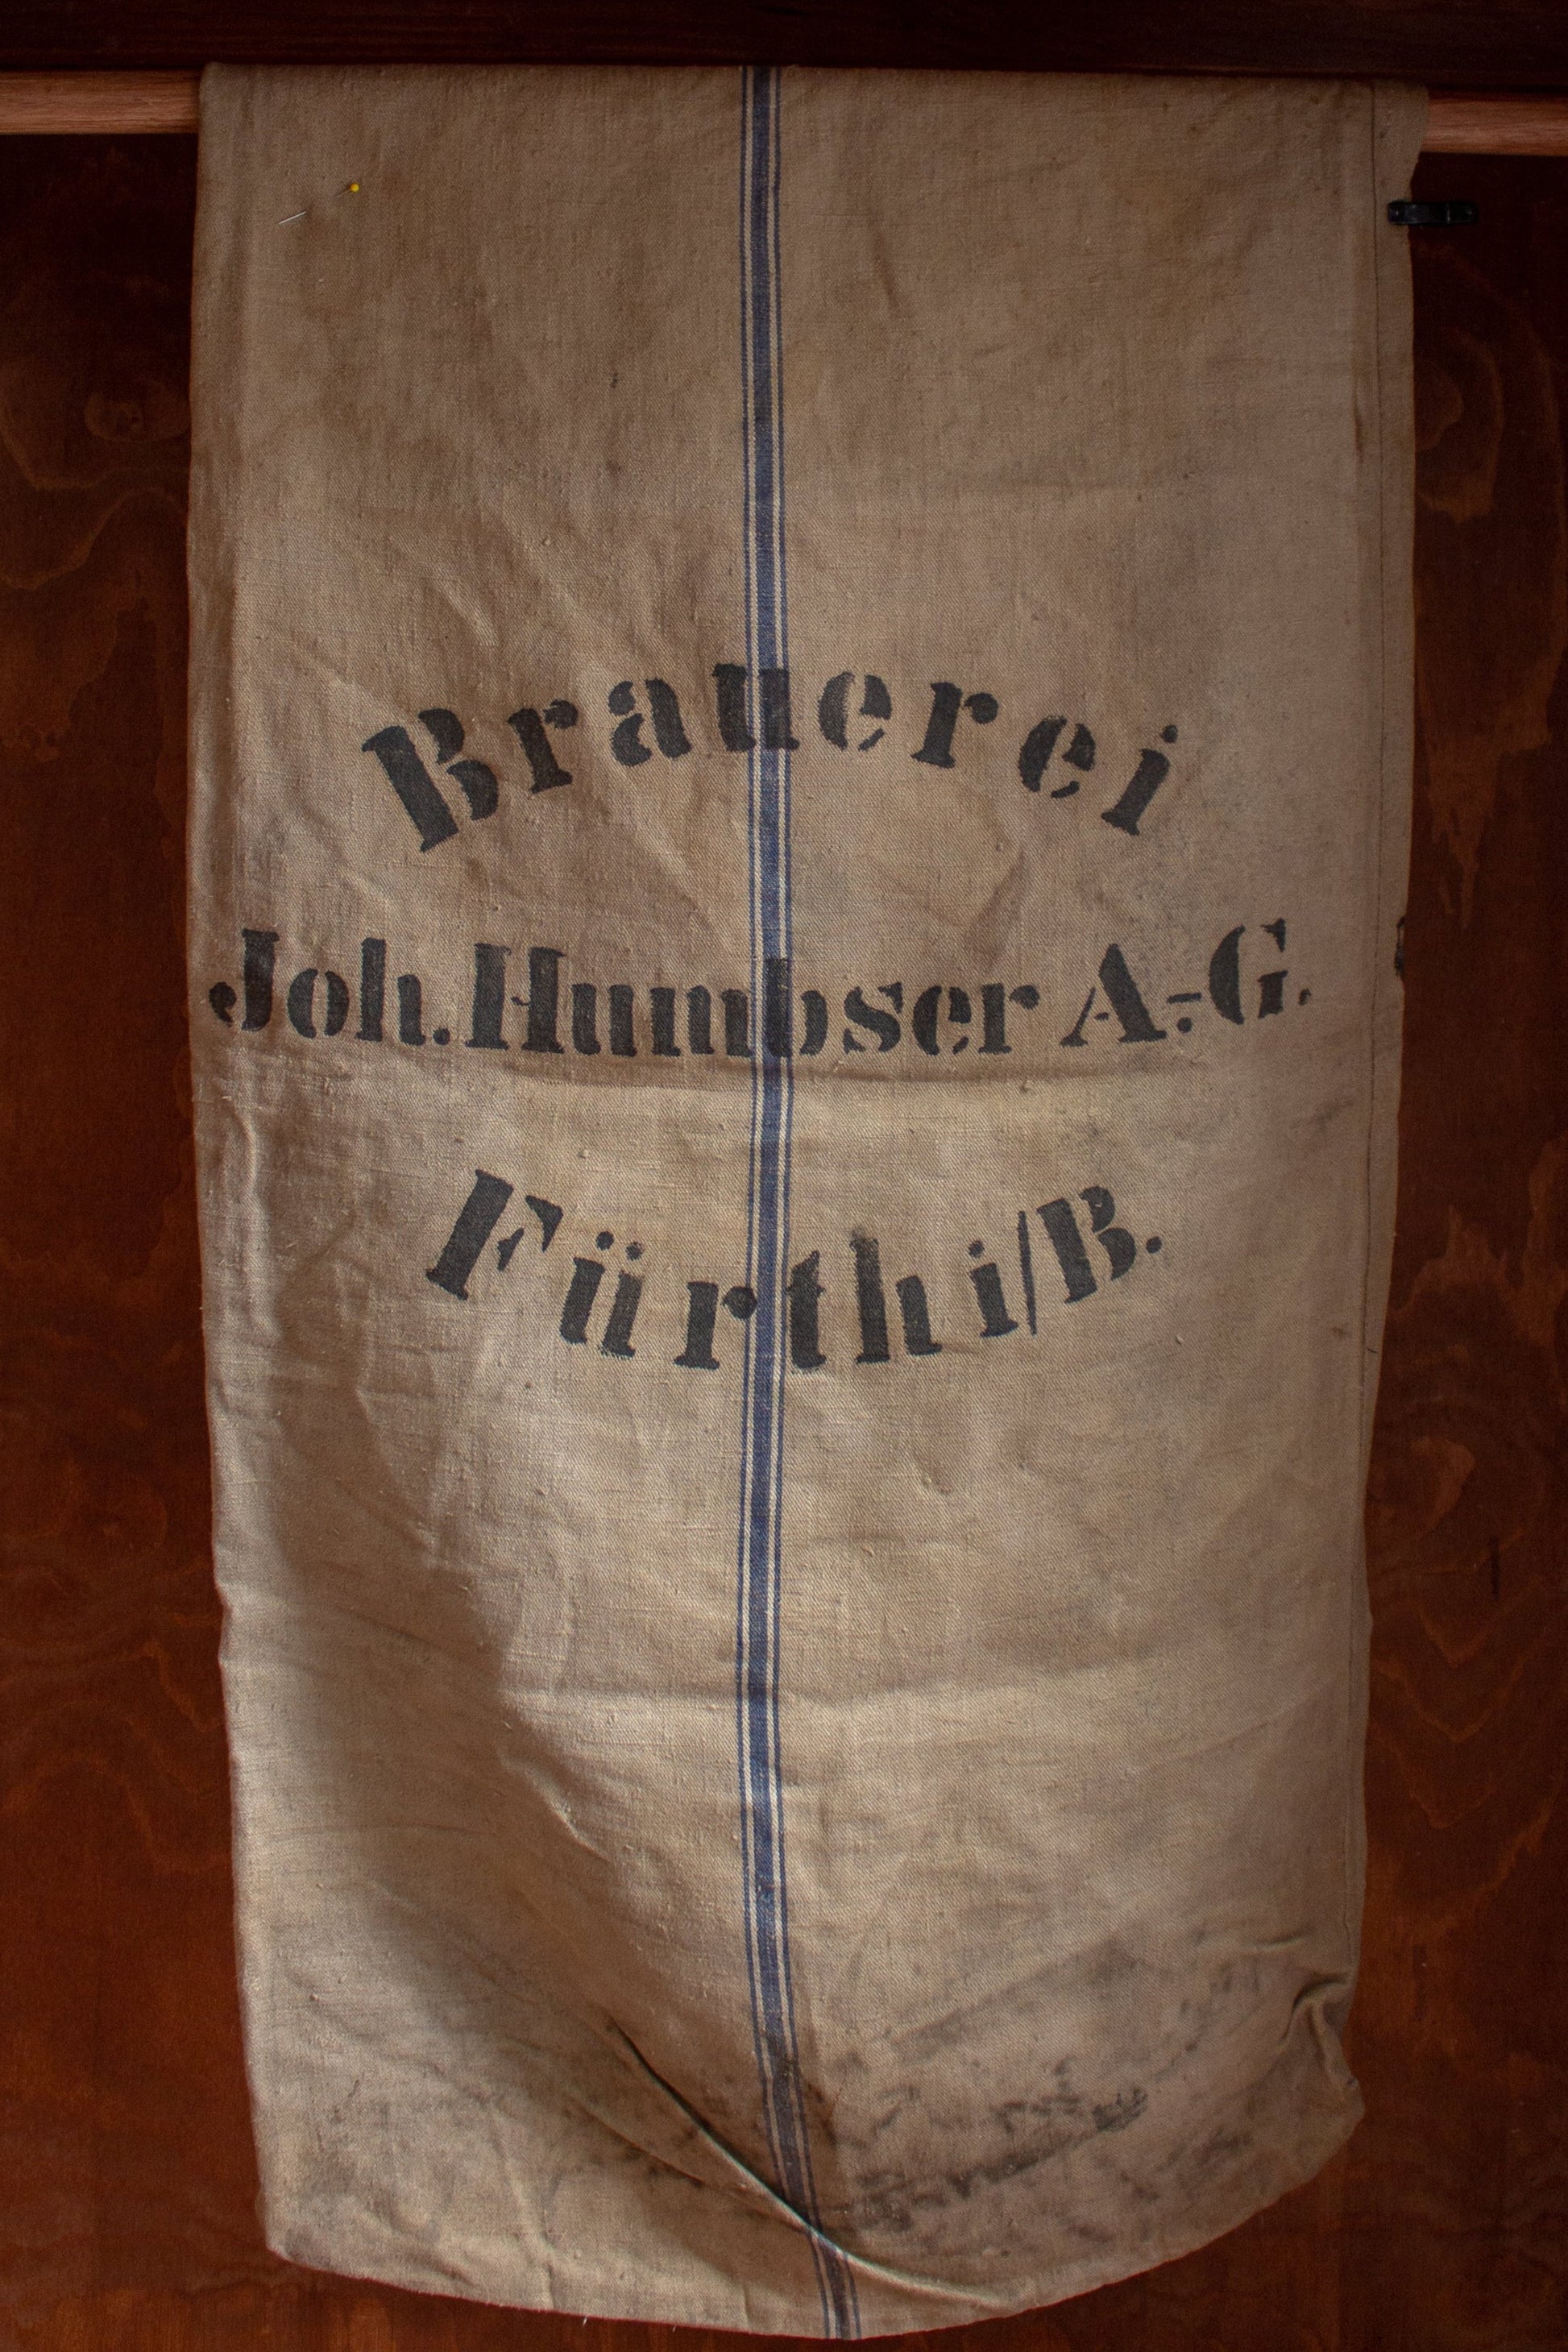 Brauerei
Joh. Humbser A.-G.
Fürth i/B.